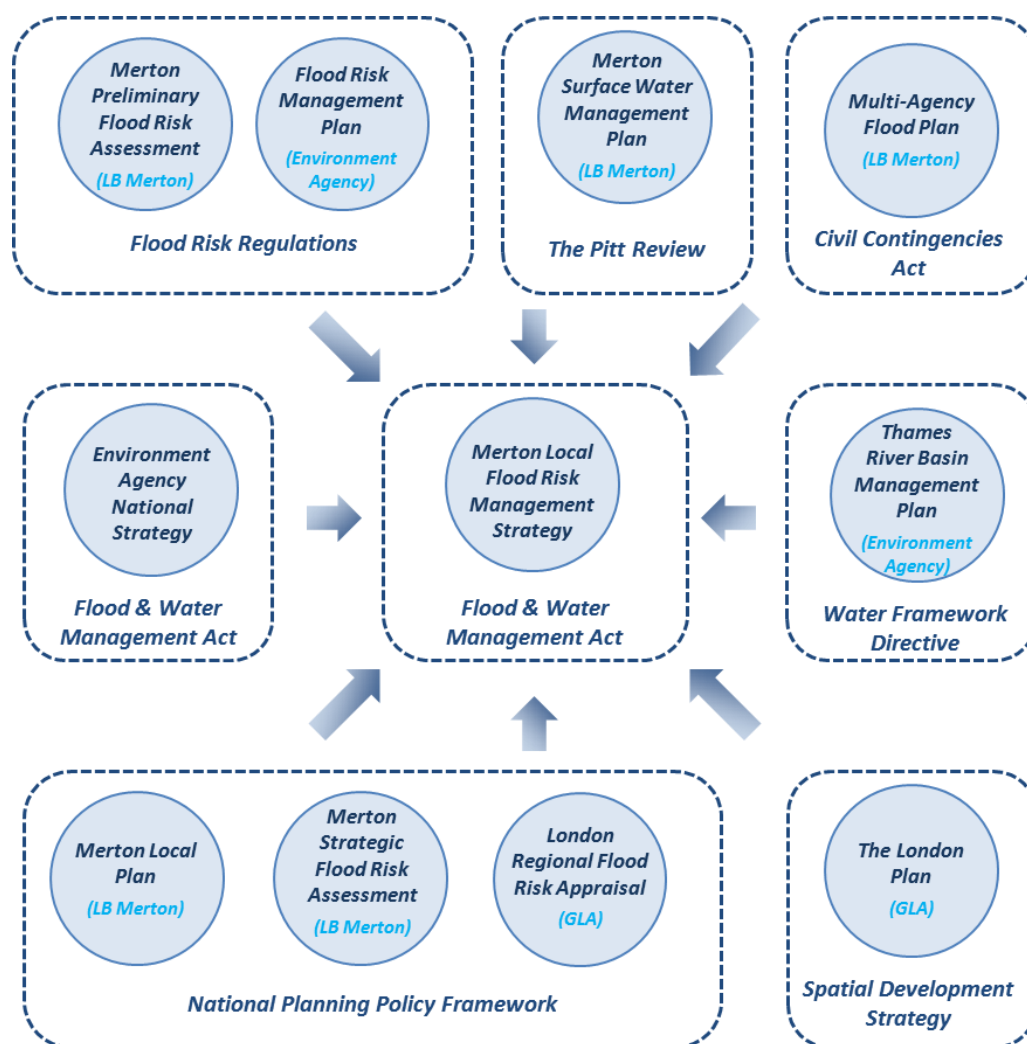 Merton
Preliminary
Flood Risk
Assessment
(LB Merton)
Flood Risk
Management
Plan
(Environment
Agency)
Flood Risk Regulations
Merton
Surface Water
Management
Plan
(LB Merton)
The Pitt Review
Multi-Agency
Flood Plan
(LB Merton)
Civil Contingencies
Act
Environment
Agency
National
Strategy
Flood & Water
Management Act
Merton Local
Flood Risk
Management
Strategy
Flood & Water
Management Act
Thames
River Basin
Management
Plan
(Environment
Agency)
Water Framework
Directive
Merton Local
Plan
(LB Merton)
Merton
Strategic
Flood Risk
Assessment
(LB Merton)
London
Regional Flood
Risk Appraisal
(GLA)
National Planning Policy Framework
The London
Plan
(GLA)
Spatial Development
Strategy